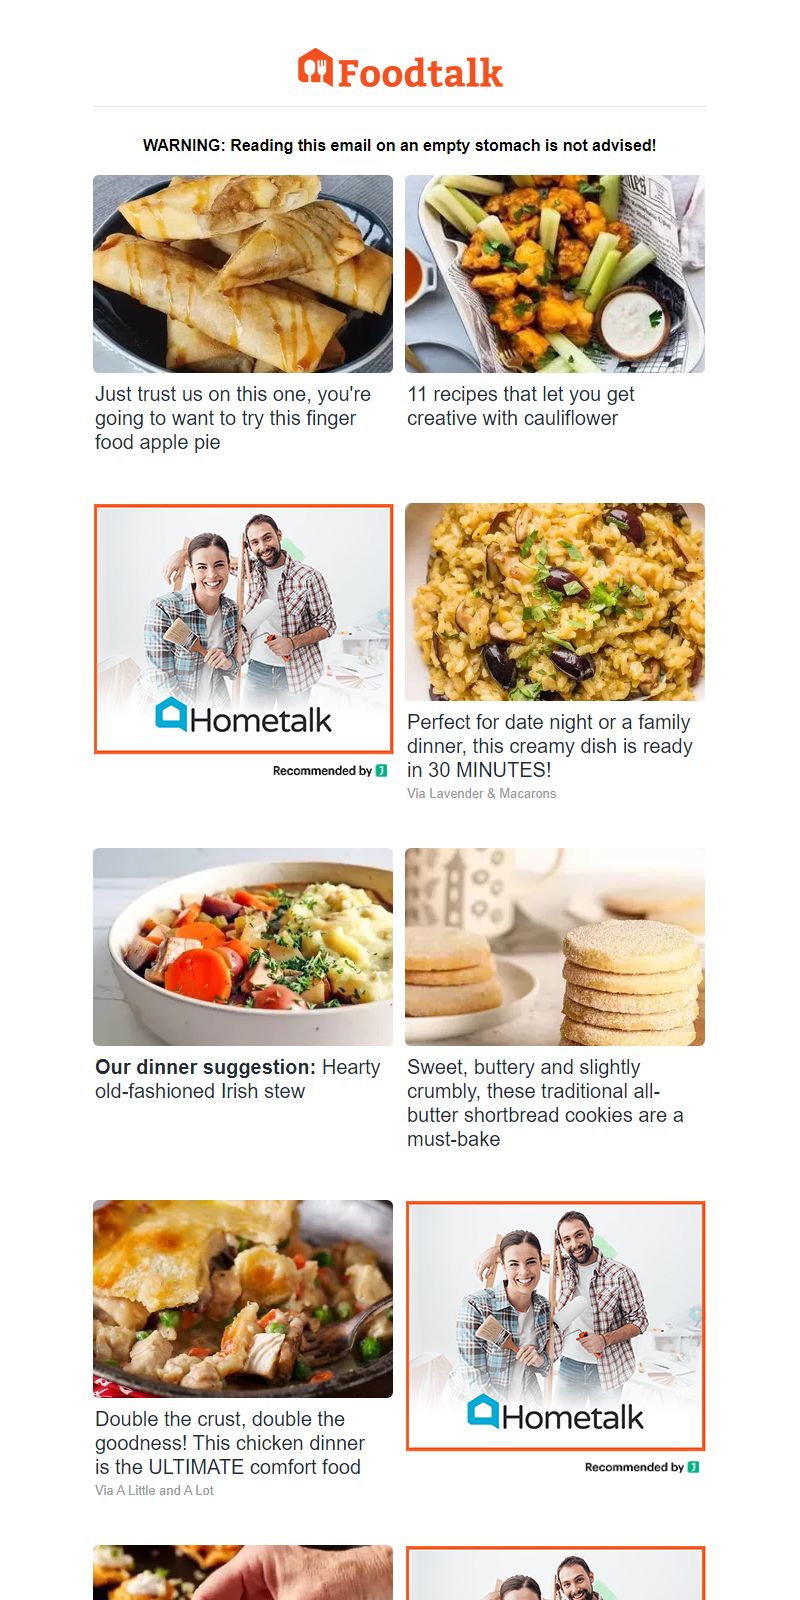 Foodtalk
WARNING: Reading this email on an empty stomach is not advised!
Just trust us on this one, you're
going to want to try this finger
food apple pie
11 recipes that let you get
creative with cauliflower
Hometalk
Recommended by J
Perfect for date night or a family
dinner, this creamy dish is ready
in 30 MINUTES!
Via Lavender & Macarons
Our dinner suggestion: Hearty
old-fashioned Irish stew
Sweet, buttery and slightly
crumbly, these traditional all-
butter shortbread cookies are a
must-bake
Double the crust, double the
goodness! This chicken dinner
is the ULTIMATE comfort food
Via A Little and A Lot
Hometalk
Recommended by J